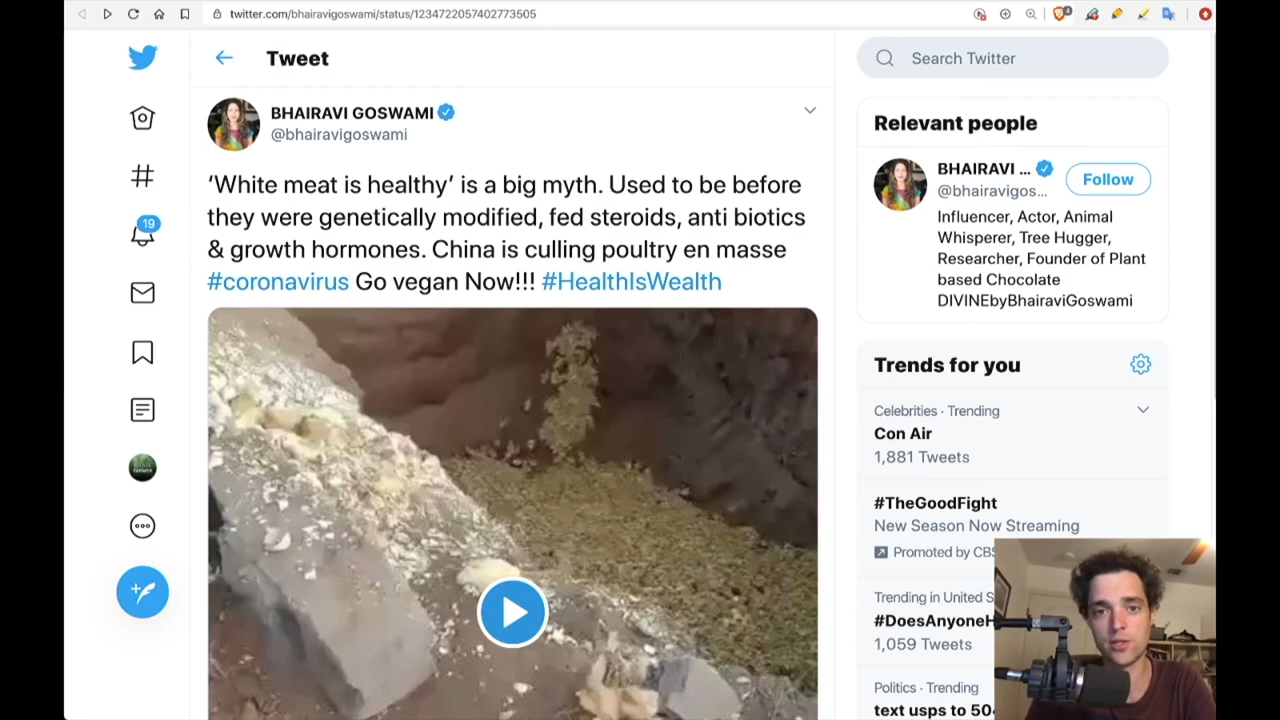 twitter.com/bhairavigoswami/status/1234722057402773505
4
Tweet
Search Twitter
BHAIRAVI GOSWAMI
@bhairavigoswami
‘White meat is healthy’ is a big myth. Used to be before
they were genetically modified, fed steroids, anti biotics
& growth hormones. China is culling poultry en masse
#coronavirus Go vegan Now!!! #HealthIsWealth
19
Relevant people
BHAIRAVI ...
@bhairavigos...
Follow
Influencer, Actor, Animal
Whisperer, Tree Hugger,
Researcher, Founder of Plant
based Chocolate
DIVINEbyBhairaviGoswami
Trends for you
Celebrities · Trending
Con Air
1,881 Tweets
#TheGoodFight
New Season Now Streaming
Promoted by CBS
Trending in United S
#DoesAnyoneH
1,059 Tweets
Politics · Trending
text usps to 50